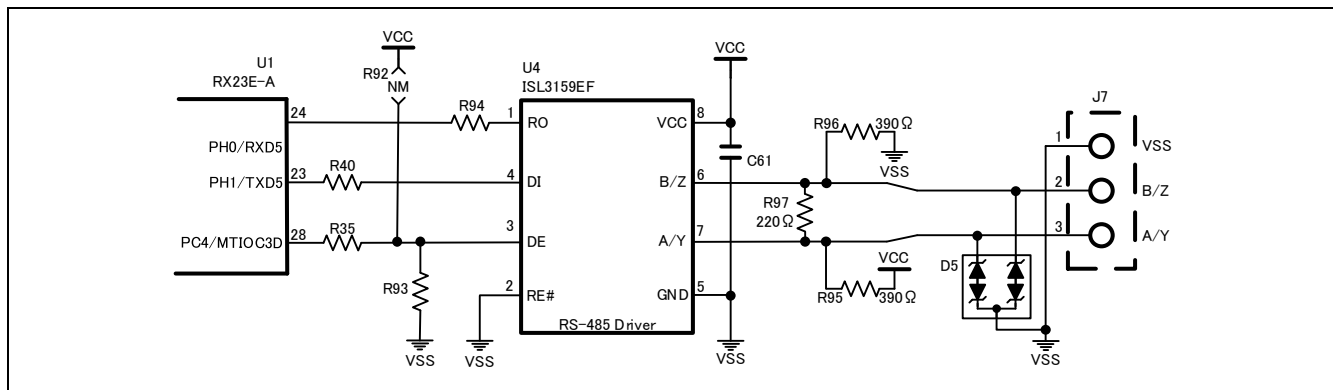 U1
RX23E-A
24
PH0/RXD5
PH1/TXD5
23
PC4/MTIOC3D
28
VCC
R92
NM
R94
R40
R35
R93
VSS
VSS
U4
ISL3159EF
1
RO
4
DI
3
DE
2
RE#
VCC
8
B/Z
6
A/Y
7
GND
5
RS-485 Driver
VCC
C61
VSS
R96
390Ω
VSS
R97
220Ω
VCC
R95
390Ω
D5
VSS
J7
1
VSS
2
B/Z
3
A/Y